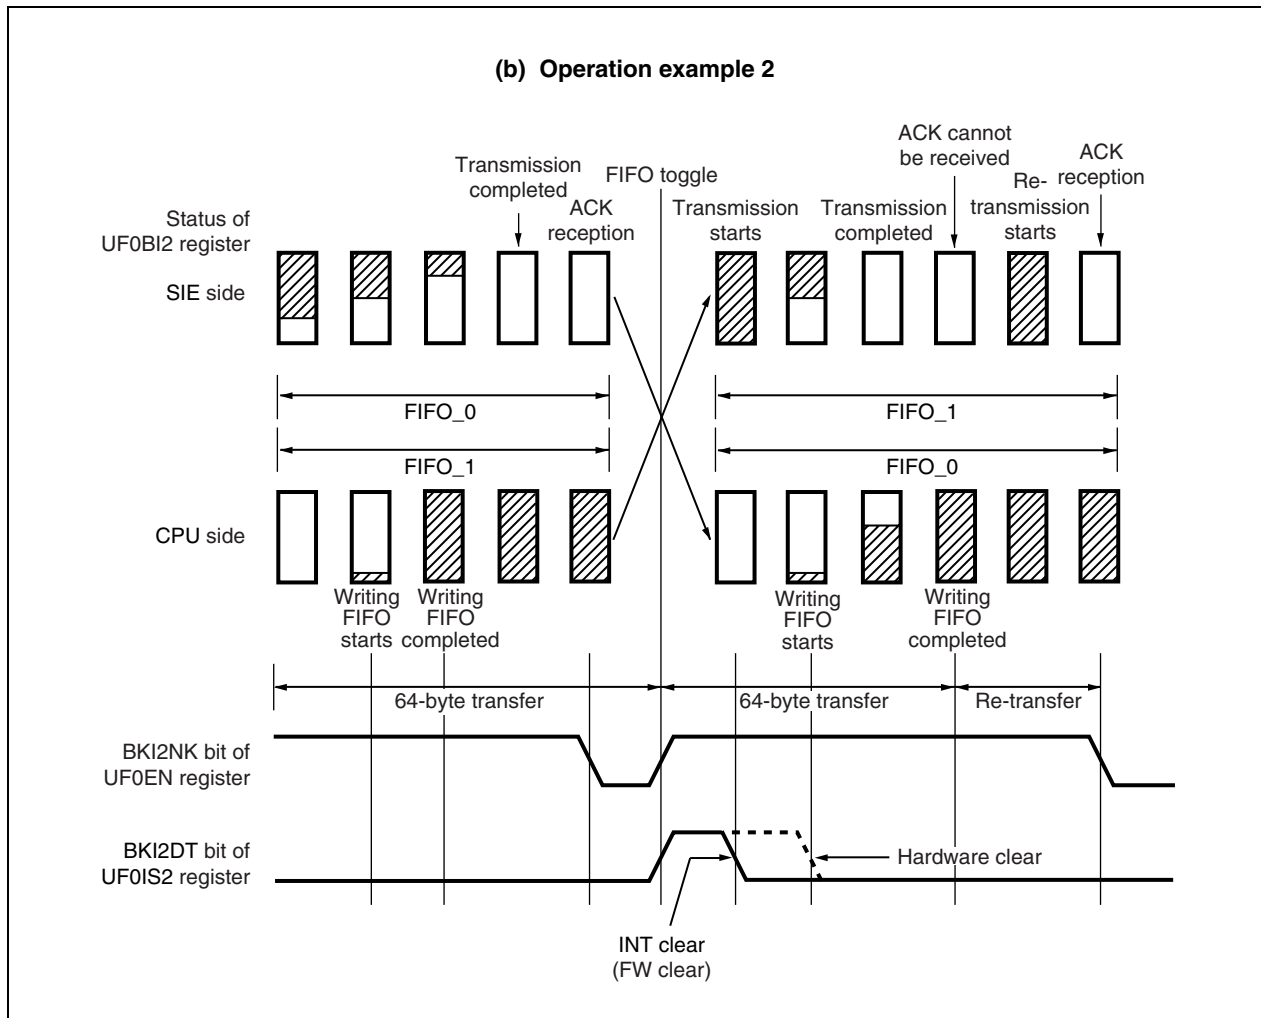 (b) Operation example 2
ACK cannot
be received
ACK
reception
Transmission
completed
FIFO toggle
Re-
transmission
starts
Status of
UF0BI2 register
ACK
reception
Transmission
starts
Transmission
completed
SIE side
FIFO_0
FIFO_1
FIFO_1
FIFO_0
CPU side
Writing
FIFO
starts
Writing
FIFO
completed
Writing
FIFO
starts
Writing
FIFO
completed
64-byte transfer
64-byte transfer
Re-transfer
BKI2NK bit of
UF0EN register
BKI2DT bit of
UF0IS2 register
Hardware clear
INT clear
(FW clear)